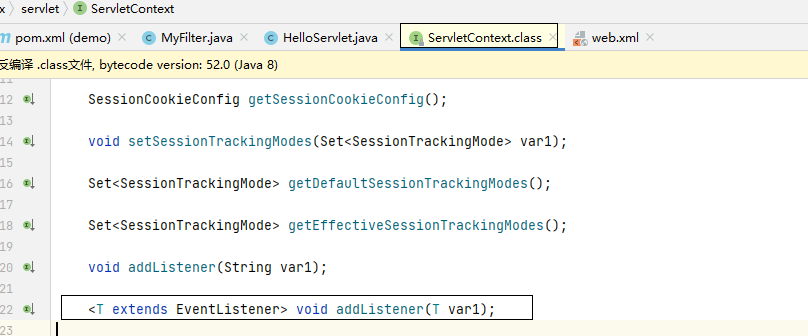 x › servlet › ServletContext
pom.xml (demo) × MyFilter.java × HelloServlet.java × ServletContext.class × web.xml ×
反编译 .class文件, bytecode version: 52.0 (Java 8)
11
12 SessionCookieConfig getSessionCookieConfig();
13
14 void setSessionTrackingModes(Set<SessionTrackingMode> var1);
15
16 Set<SessionTrackingMode> getDefaultSessionTrackingModes();
17
18 Set<SessionTrackingMode> getEffectiveSessionTrackingModes();
19
20 void addListener(String var1);
21
22 <T extends EventListener> void addListener(T var1);
23